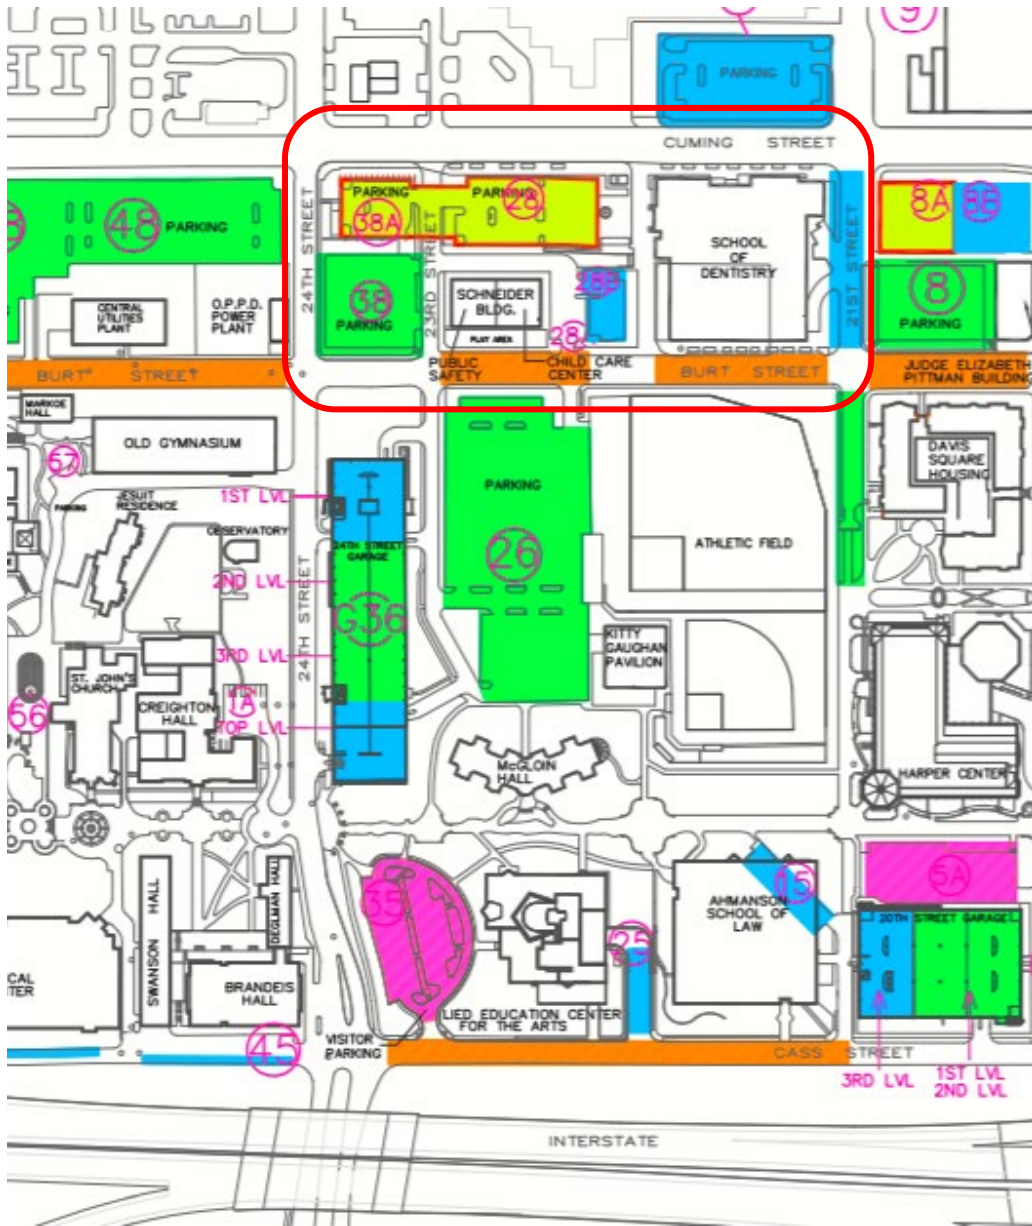 9
PARKING
CUMING STREET
24TH STREET
PARKING
38A
PARKING
28
23RD STREET
SCHOOL
OF
DENTISTRY
21ST STREET
8A
8B
48
PARKING
38
PARKING
SCHNEIDER
BLDG.
PLAY AREA
28B
8
PARKING
CENTRAL
UTILITIES
PLANT
O.P.P.D.
POWER
PLANT
PUBLIC
SAFETY
CHILD CARE
CENTER
BURT STREET
BURT STREET
JUDGE ELIZABETH
PITTMAN BUILDING
MARKOE
HALL
OLD GYMNASIUM
57
PARKING
JESUIT
RESIDENCE
OBSERVATORY
1ST LVL
24TH STREET
GARAGE
2ND LVL
G36
3RD LVL
TOP LVL
24TH STREET
PARKING
26
ATHLETIC FIELD
DAVIS
SQUARE
HOUSING
KITTY
GAUGHAN
PAVILION
ST. JOHN'S
CHURCH
56
CREIGHTON
HALL
1A
McGLOIN
HALL
HARPER CENTER
SWANSON HALL
DEGLMAN HALL
BRANDEIS
HALL
35
25
AHMANSON
SCHOOL OF
LAW
15
5A
20TH STREET GARAGE
LIED EDUCATION CENTER
FOR THE ARTS
VISITOR
PARKING
45
CASS STREET
3RD LVL
1ST LVL
2ND LVL
INTERSTATE